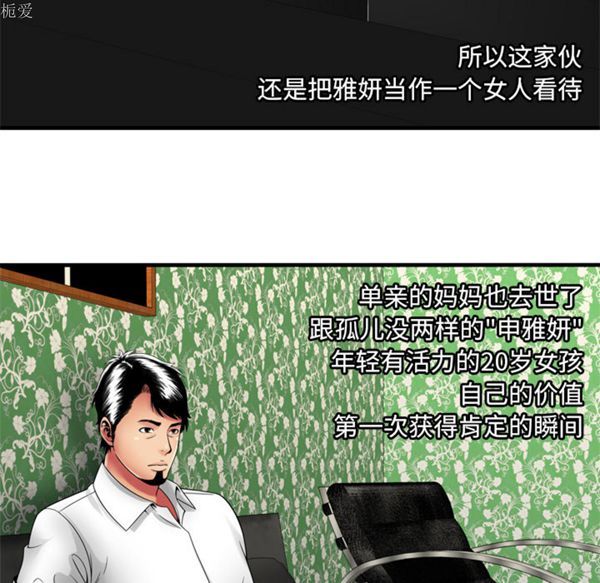 栀爱
所以这家伙
还是把雅妍当作一个女人看待
单亲的妈妈也去世了
跟孤儿没两样的"申雅妍"
年轻有活力的20岁女孩
自己的价值
第一次获得肯定的瞬间